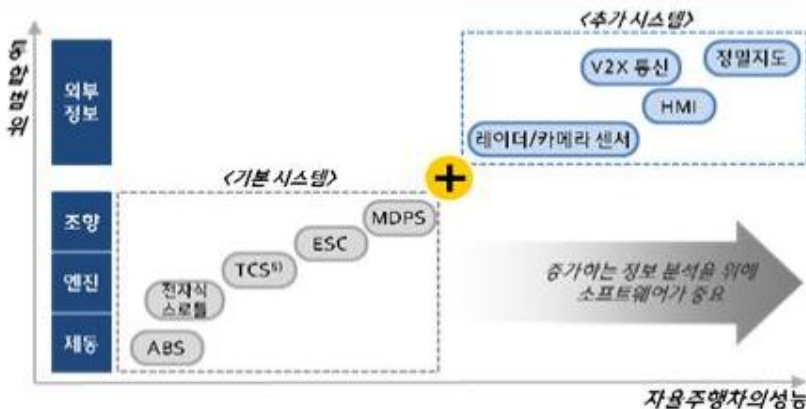 <추가 시스템>
통합범위
외부
정보
V2X 통신
정밀지도
HMI
레이더/카메라 센서
<기본 시스템>
조향
엔진
제동
MDPS
ESC
TCS⁵⁾
전자식
스로틀
ABS
증가하는 정보 분석을 위해
소프트웨어가 중요
자율주행차의성능